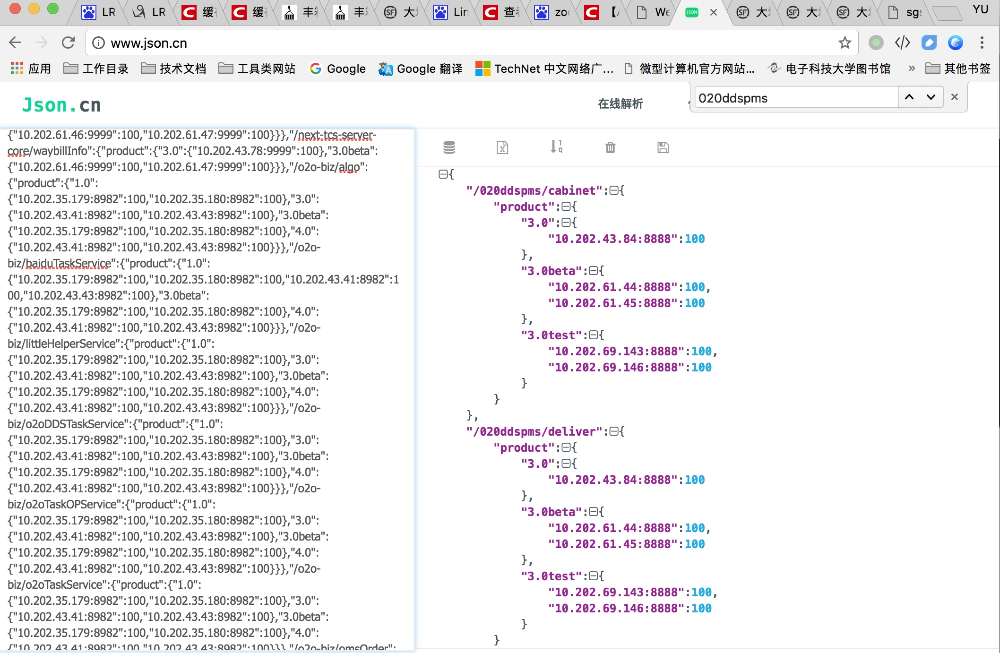 LR
LR
缓
缓
丰
丰
大
Lin
查
zo
【
We
JSON
大
大
大
sgs
YU
www.json.cn
应用
工作目录
技术文档
工具类网站
Google
Google 翻译
TechNet 中文网络广...
微型计算机官方网站...
电子科技大学图书馆
»
其他书签
Json.cn
在线解析
020ddspms
{"10.202.61.46:9999":100,"10.202.61.47:9999":100}}},"/next-tcs-server-
core/waybillInfo":{"product":{"3.0":{"10.202.43.78:9999":100},"3.0beta":
{"10.202.61.46:9999":100,"10.202.61.47:9999":100}}},"/o2o-biz/algo":
{"product":{"1.0":
{"10.202.35.179:8982":100,"10.202.35.180:8982":100},"3.0":
{"10.202.43.41:8982":100,"10.202.43.43:8982":100},"3.0beta":
{"10.202.35.179:8982":100,"10.202.35.180:8982":100},"4.0":
{"10.202.43.41:8982":100,"10.202.43.43:8982":100}}},"/o2o-
biz/baiduTaskService":{"product":{"1.0":
{"10.202.35.179:8982":100,"10.202.35.180:8982":100,"10.202.43.41:8982":1
00,"10.202.43.43:8982":100},"3.0beta":
{"10.202.35.179:8982":100,"10.202.35.180:8982":100},"4.0":
{"10.202.43.41:8982":100,"10.202.43.43:8982":100}}},"/o2o-
biz/littleHelperService":{"product":{"1.0":
{"10.202.35.179:8982":100,"10.202.35.180:8982":100},"3.0":
{"10.202.43.41:8982":100,"10.202.43.43:8982":100},"3.0beta":
{"10.202.35.179:8982":100,"10.202.35.180:8982":100},"4.0":
{"10.202.43.41:8982":100,"10.202.43.43:8982":100}}},"/o2o-
biz/o2oDDSTaskService":{"product":{"1.0":
{"10.202.35.179:8982":100,"10.202.35.180:8982":100},"3.0":
{"10.202.43.41:8982":100,"10.202.43.43:8982":100},"3.0beta":
{"10.202.35.179:8982":100,"10.202.35.180:8982":100},"4.0":
{"10.202.43.41:8982":100,"10.202.43.43:8982":100}}},"/o2o-
biz/o2oTaskOPService":{"product":{"1.0":
{"10.202.35.179:8982":100,"10.202.35.180:8982":100},"3.0":
{"10.202.43.41:8982":100,"10.202.43.43:8982":100},"3.0beta":
{"10.202.35.179:8982":100,"10.202.35.180:8982":100},"4.0":
{"10.202.43.41:8982":100,"10.202.43.43:8982":100}}},"/o2o-
biz/o2oTaskService":{"product":{"1.0":
{"10.202.35.179:8982":100,"10.202.35.180:8982":100},"3.0":
{"10.202.43.41:8982":100,"10.202.43.43:8982":100},"3.0beta":
{"10.202.35.179:8982":100,"10.202.35.180:8982":100},"4.0":
{"10.202.43.41:8982":100,"10.202.43.43:8982":100}}},"/o2o-biz/omsOrder":
{
"/020ddspms/cabinet":{
"product":{
"3.0":{
"10.202.43.84:8888":100
},
"3.0beta":{
"10.202.61.44:8888":100,
"10.202.61.45:8888":100
},
"3.0test":{
"10.202.69.143:8888":100,
"10.202.69.146:8888":100
}
}
},
"/020ddspms/deliver":{
"product":{
"3.0":{
"10.202.43.84:8888":100
},
"3.0beta":{
"10.202.61.44:8888":100,
"10.202.61.45:8888":100
},
"3.0test":{
"10.202.69.143:8888":100,
"10.202.69.146:8888":100
}
}